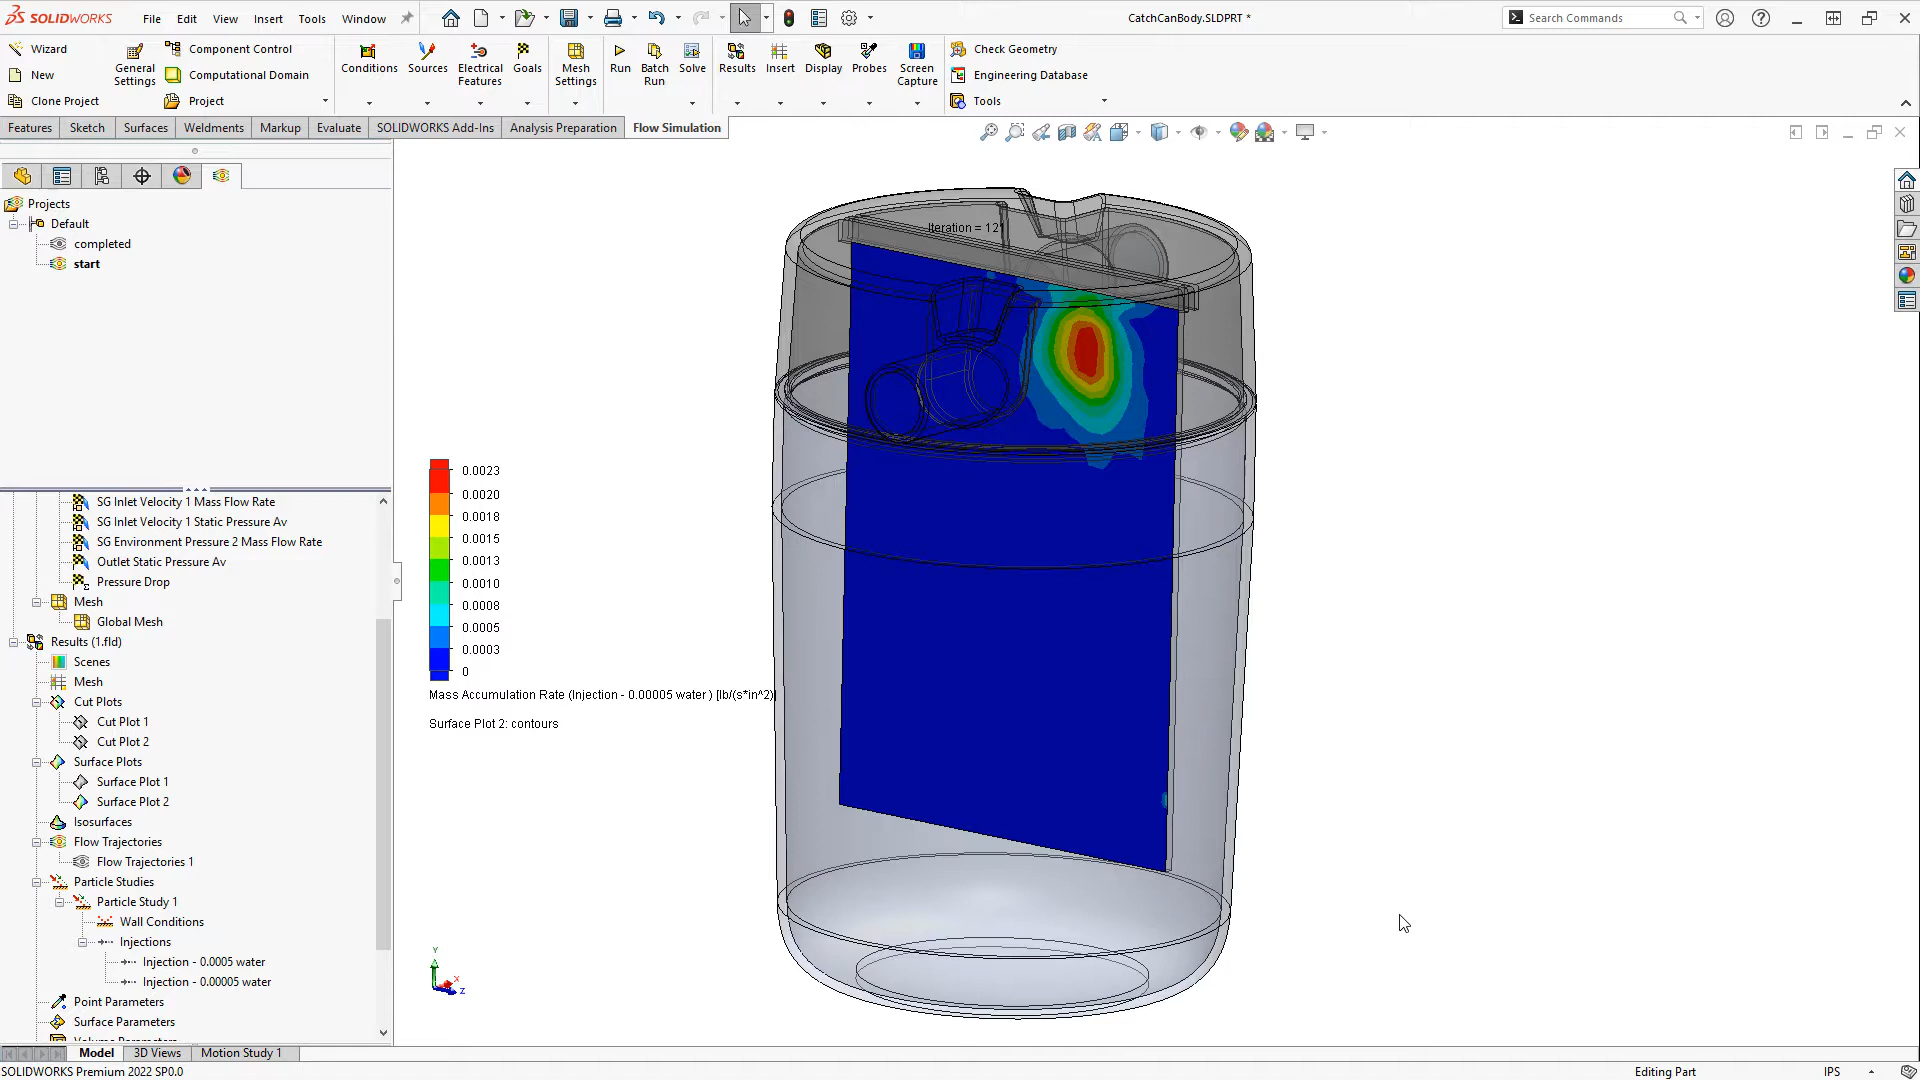 SOLIDWORKS
File Edit View Insert Tools Window
CatchCanBody.SLDPRT *
Search Commands
Wizard
New
Clone Project
General Settings
Component Control
Computational Domain
Project
Conditions
Sources
Electrical Features
Goals
Mesh Settings
Run
Batch Run
Solve
Results
Insert
Display
Probes
Screen Capture
Check Geometry
Engineering Database
Tools
Features Sketch Surfaces Weldments Markup Evaluate SOLIDWORKS Add-Ins Analysis Preparation Flow Simulation
Projects
Default
completed
start
SG Inlet Velocity 1 Mass Flow Rate
SG Inlet Velocity 1 Static Pressure Av
SG Environment Pressure 2 Mass Flow Rate
Outlet Static Pressure Av
Pressure Drop
Mesh
Global Mesh
Results (1.fld)
Scenes
Mesh
Cut Plots
Cut Plot 1
Cut Plot 2
Surface Plots
Surface Plot 1
Surface Plot 2
Isosurfaces
Flow Trajectories
Flow Trajectories 1
Particle Studies
Particle Study 1
Wall Conditions
Injections
Injection - 0.0005 water
Injection - 0.00005 water
Point Parameters
Surface Parameters
Iteration = 121
0.0023
0.0020
0.0018
0.0015
0.0013
0.0010
0.0008
0.0005
0.0003
0
Mass Accumulation Rate (Injection - 0.00005 water ) [lb/(s*in^2)]
Surface Plot 2: contours
Y
X
Z
Model 3D Views Motion Study 1
SOLIDWORKS Premium 2022 SP0.0
Editing Part
IPS